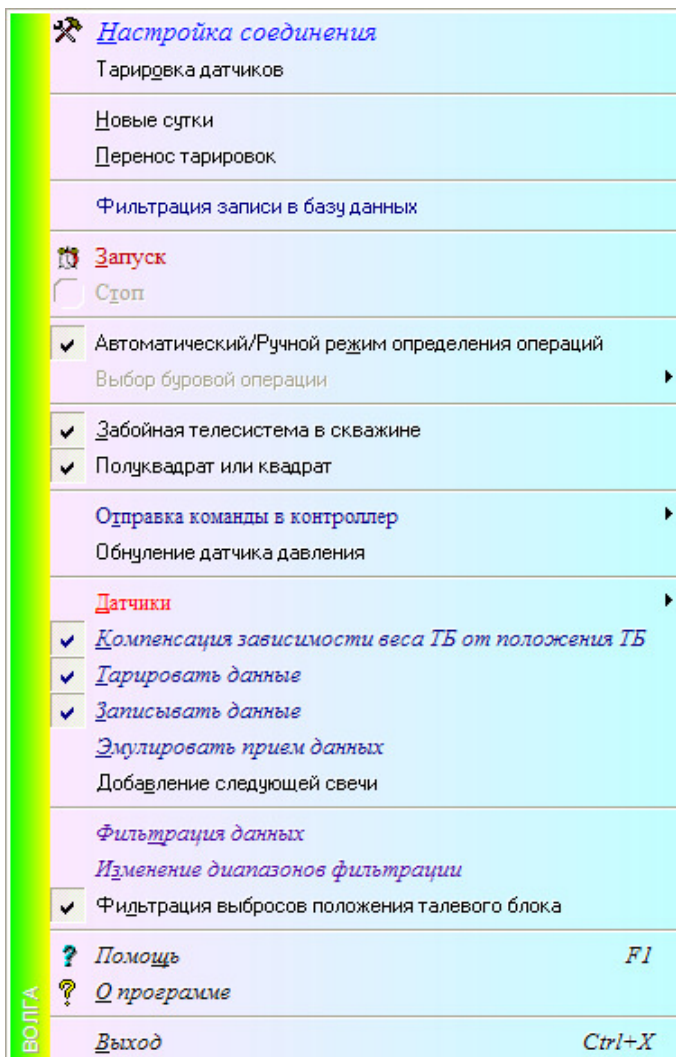 Настройка соединения
Тарировка датчиков
Новые сутки
Перенос тарировок
Фильтрация записи в базу данных
Запуск
Стоп
Автоматический/Ручной режим определения операций
Выбор буровой операции
Забойная телесистема в скважине
Полуквадрат или квадрат
Отправка команды в контроллер
Обнуление датчика давления
Датчики
Компенсация зависимости веса ТБ от положения ТБ
Тарировать данные
Записывать данные
Эмулировать прием данных
Добавление следующей свечи
Фильтрация данных
Изменение диапазонов фильтрации
Фильтрация выбросов положения талевого блока
Помощь F1
О программе
Выход Ctrl+X
ВОЛГА